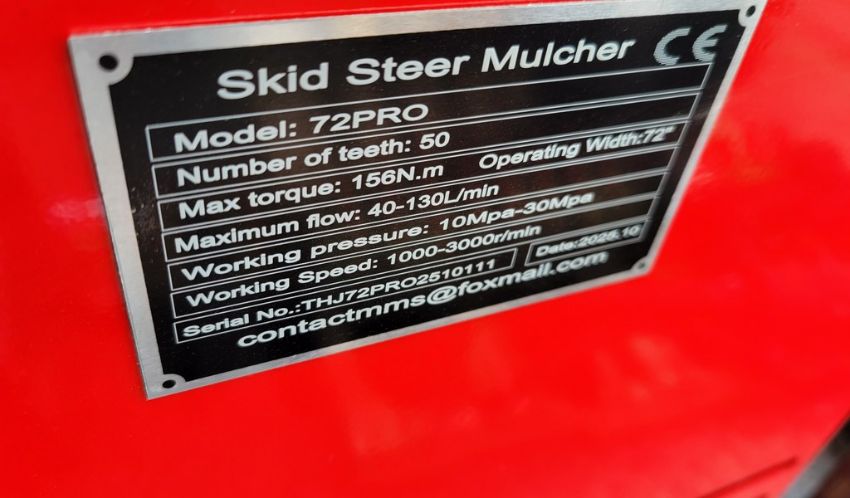 Skid Steer Mulcher CE
Model: 72PRO
Number of teeth: 50
Max torque: 156N.m Operating Width:72"
Maximum flow: 40-130L/min
Working pressure: 10Mpa-30Mpa
Working Speed: 1000-3000r/min
Serial No.:THJ72PRO2510111 Date:2025.10
contactmms@foxmail.com